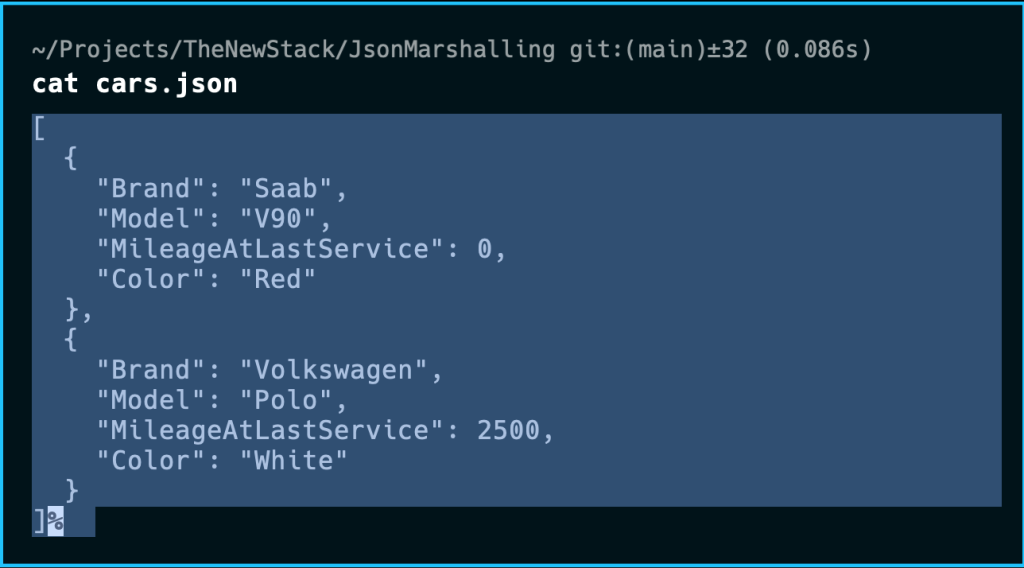 ~/Projects/TheNewStack/JsonMarshalling git:(main)±32 (0.086s)
cat cars.json
[
  {
    "Brand": "Saab",
    "Model": "V90",
    "MileageAtLastService": 0,
    "Color": "Red"
  },
  {
    "Brand": "Volkswagen",
    "Model": "Polo",
    "MileageAtLastService": 2500,
    "Color": "White"
  }
]%